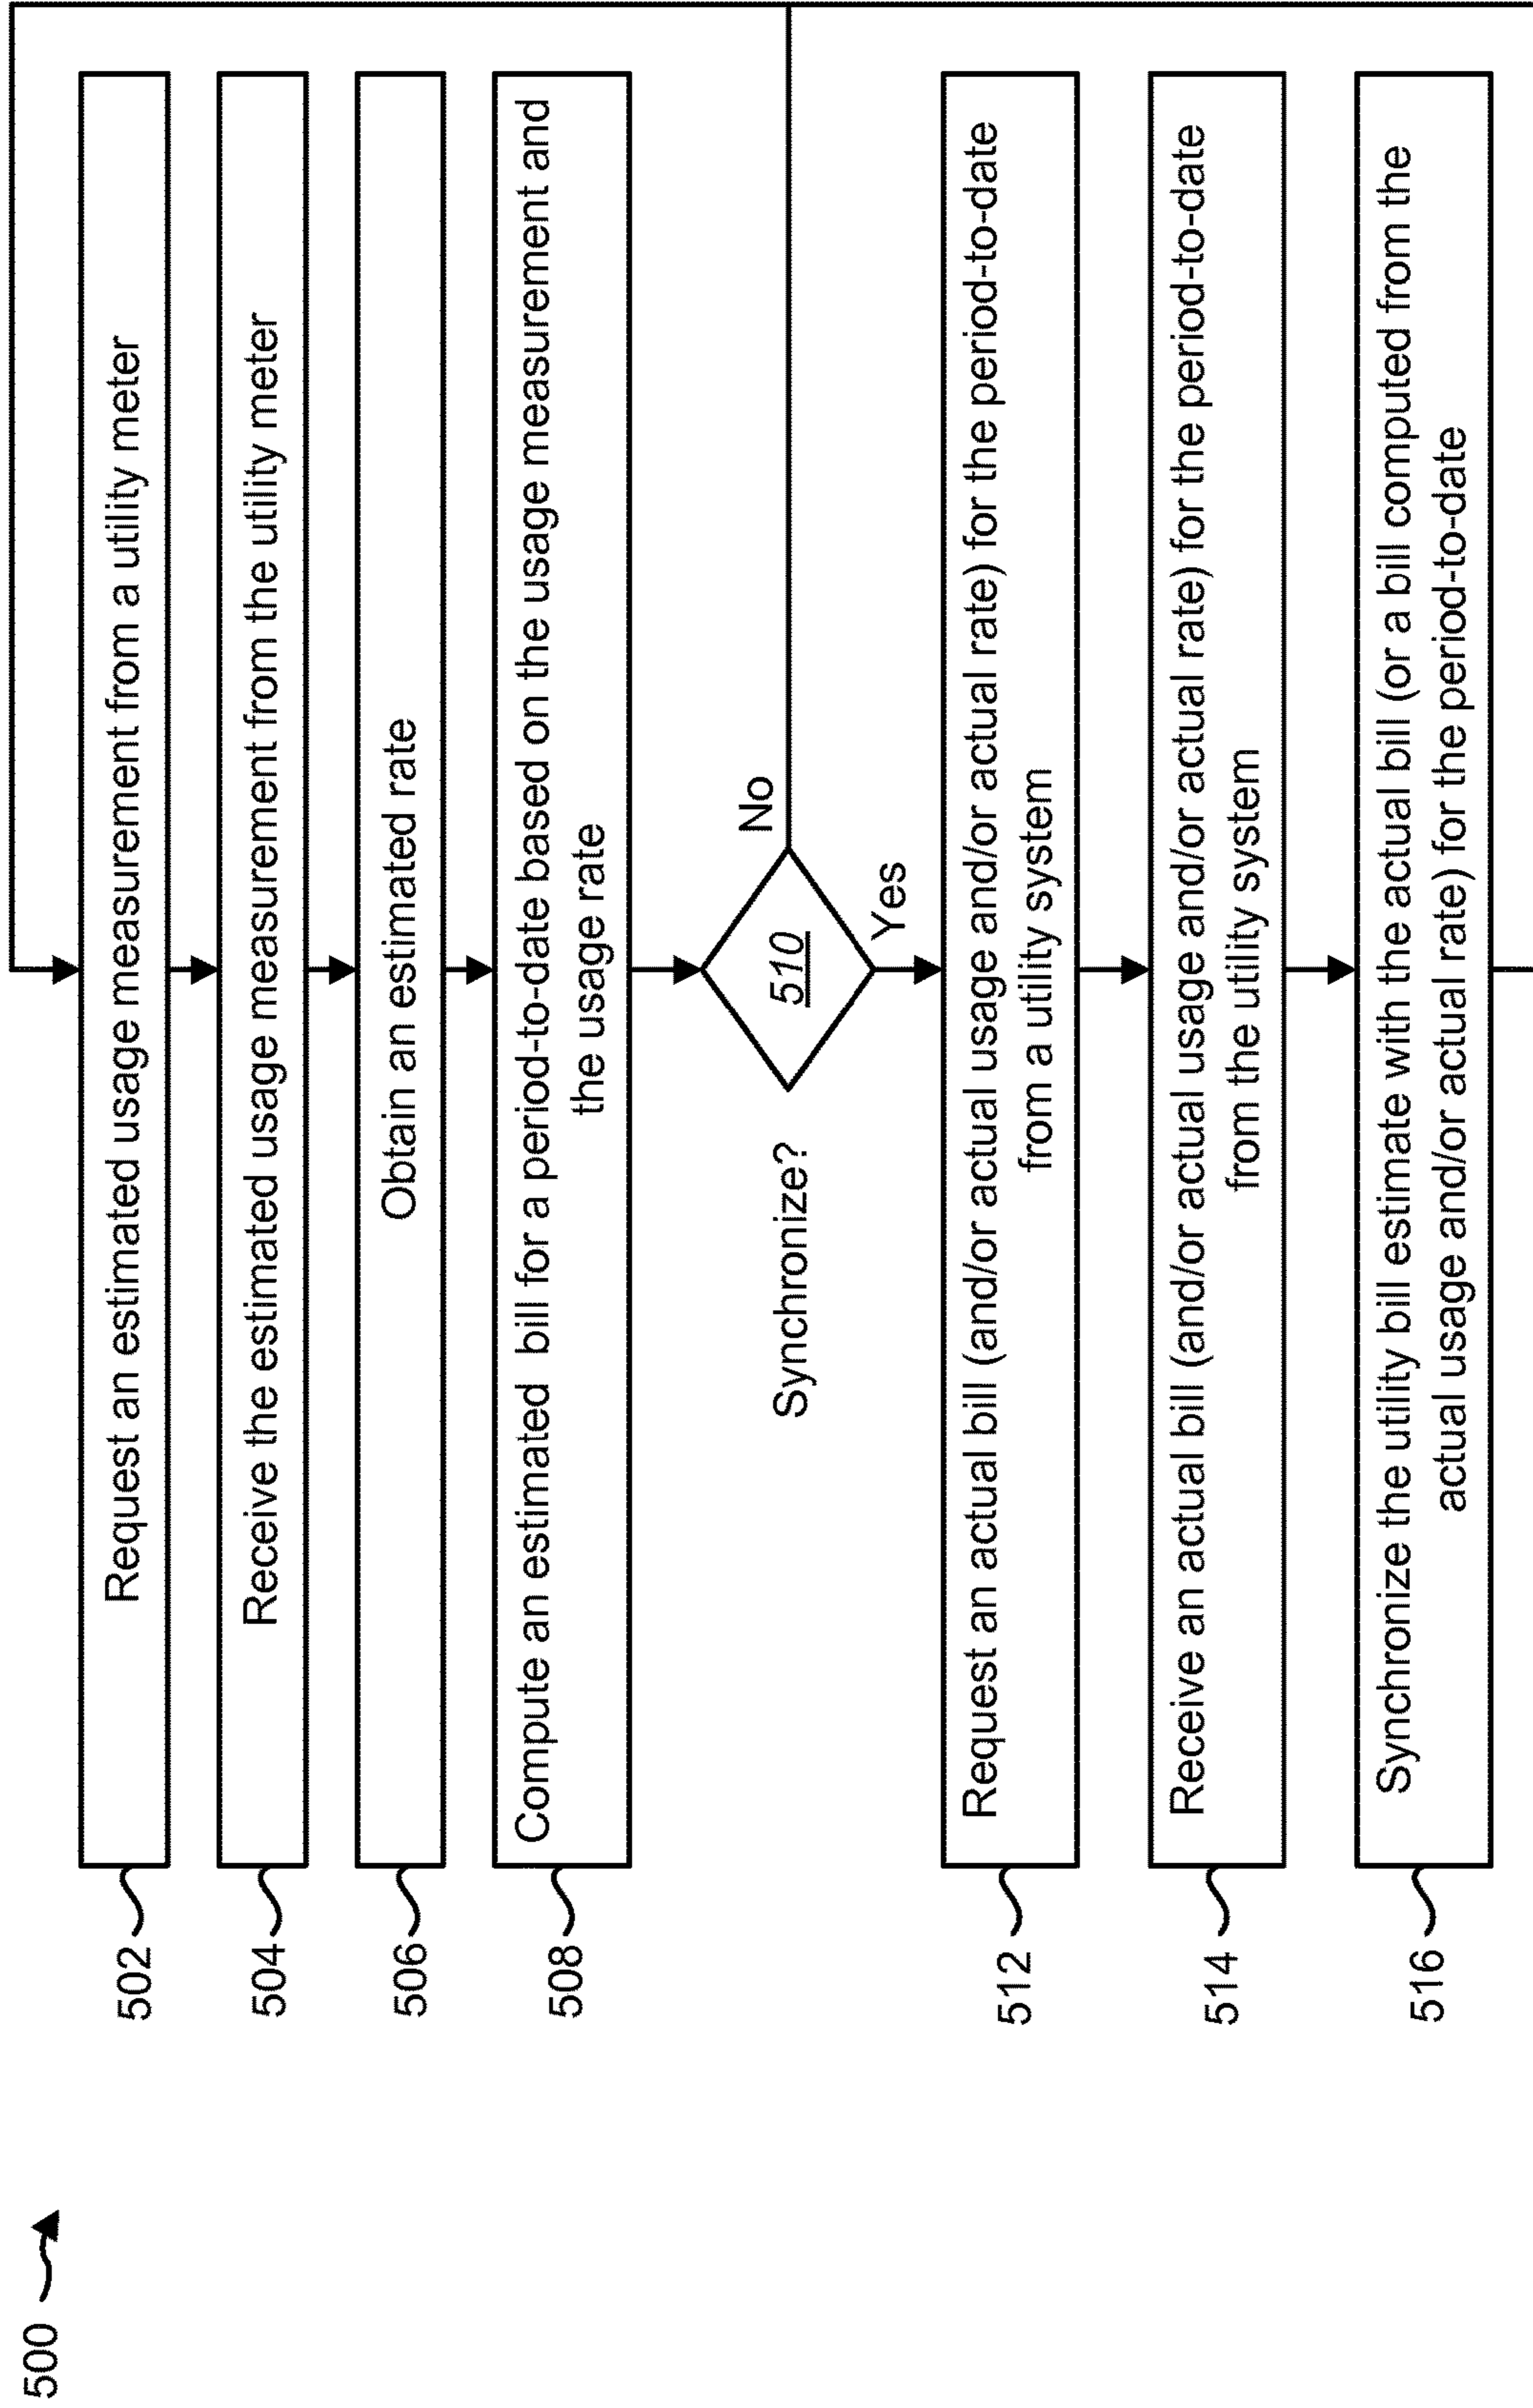 500
502
Request an estimated usage measurement from a utility meter
504
Receive the estimated usage measurement from the utility meter
506
Obtain an estimated rate
508
Compute an estimated bill for a period-to-date based on the usage measurement and
the usage rate
Synchronize?
510
No
Yes
512
Request an actual bill (and/or actual usage and/or actual rate) for the period-to-date
from a utility system
514
Receive an actual bill (and/or actual usage and/or actual rate) for the period-to-date
from the utility system
516
Synchronize the utility bill estimate with the actual bill (or a bill computed from the
actual usage and/or actual rate) for the period-to-date